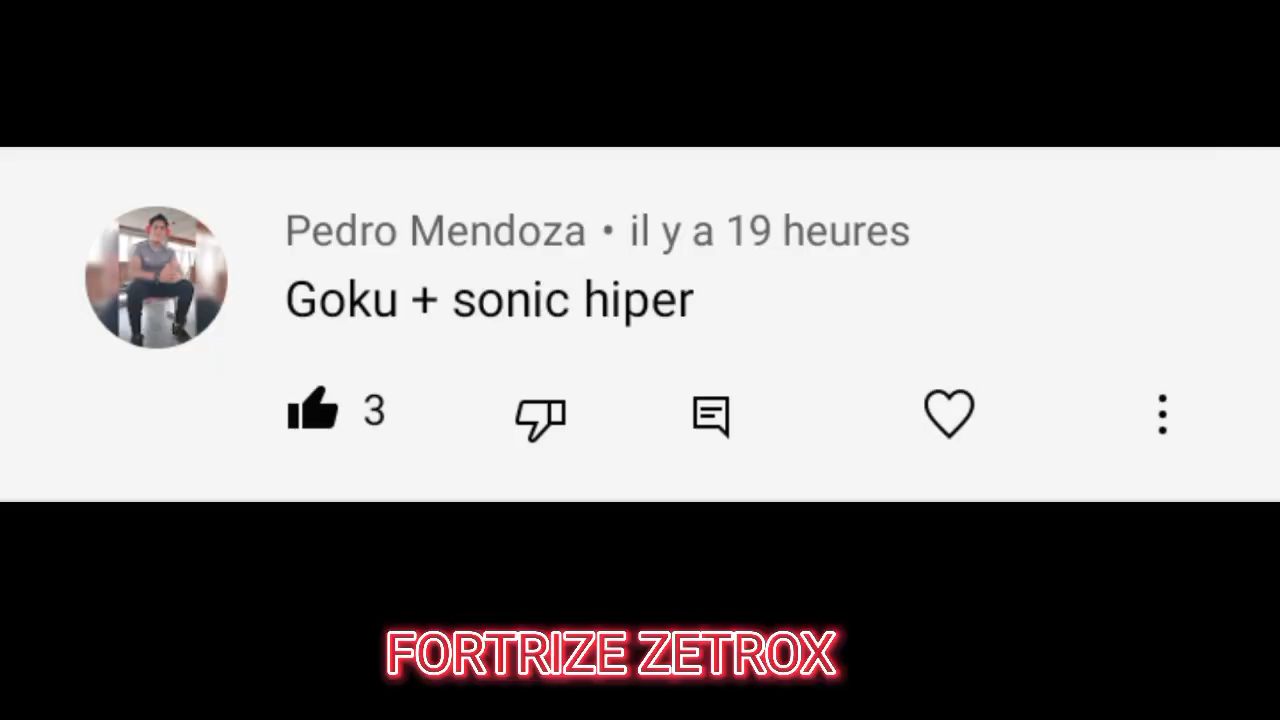 Pedro Mendoza • il y a 19 heures
Goku + sonic hiper
3
FORTRIZE ZETROX